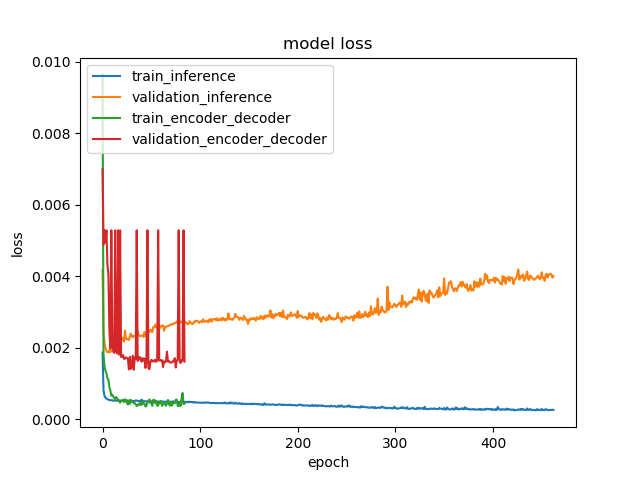 model loss
train_inference
validation_inference
train_encoder_decoder
validation_encoder_decoder
0.010
0.008
0.006
0.004
0.002
0.000
loss
0 100 200 300 400
epoch